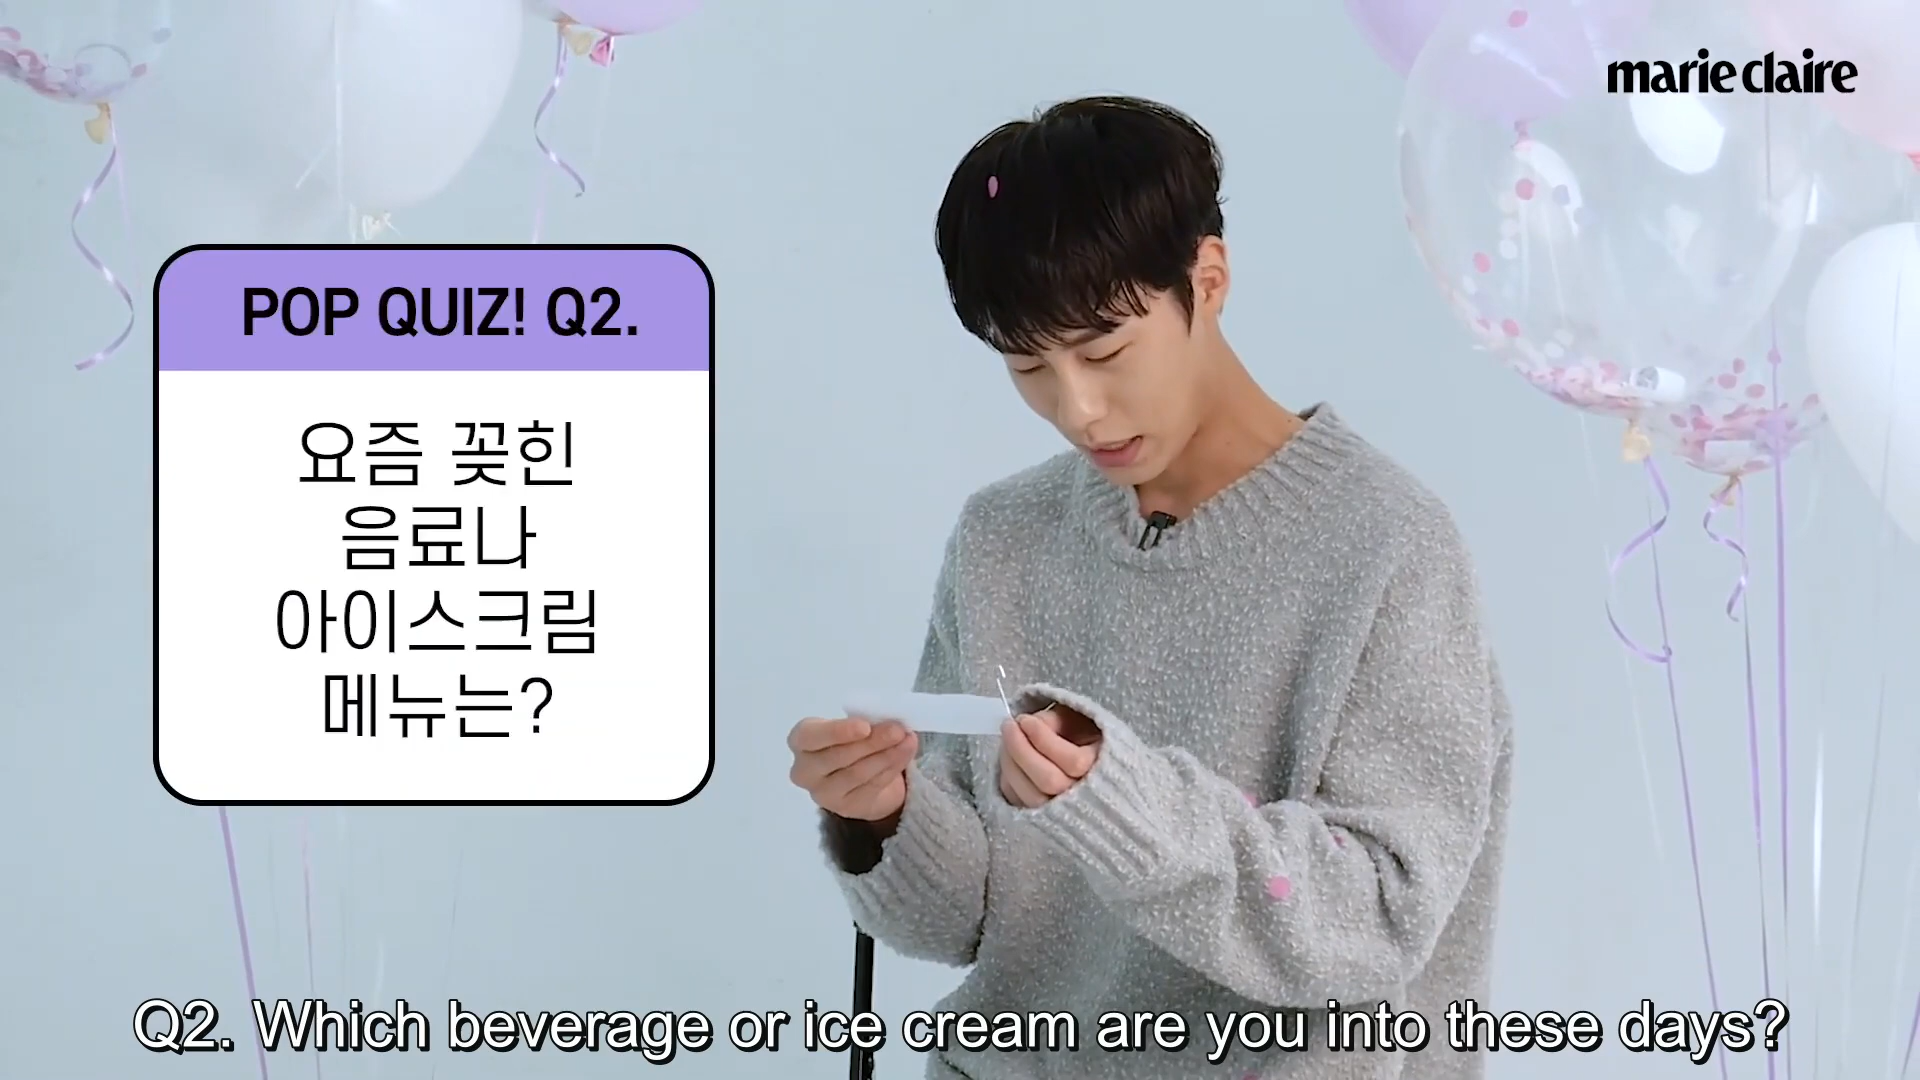 marie claire
POP QUIZ! Q2.
요즘 꽂힌
음료나
아이스크림
메뉴는?
Q2. Which beverage or ice cream are you into these days?